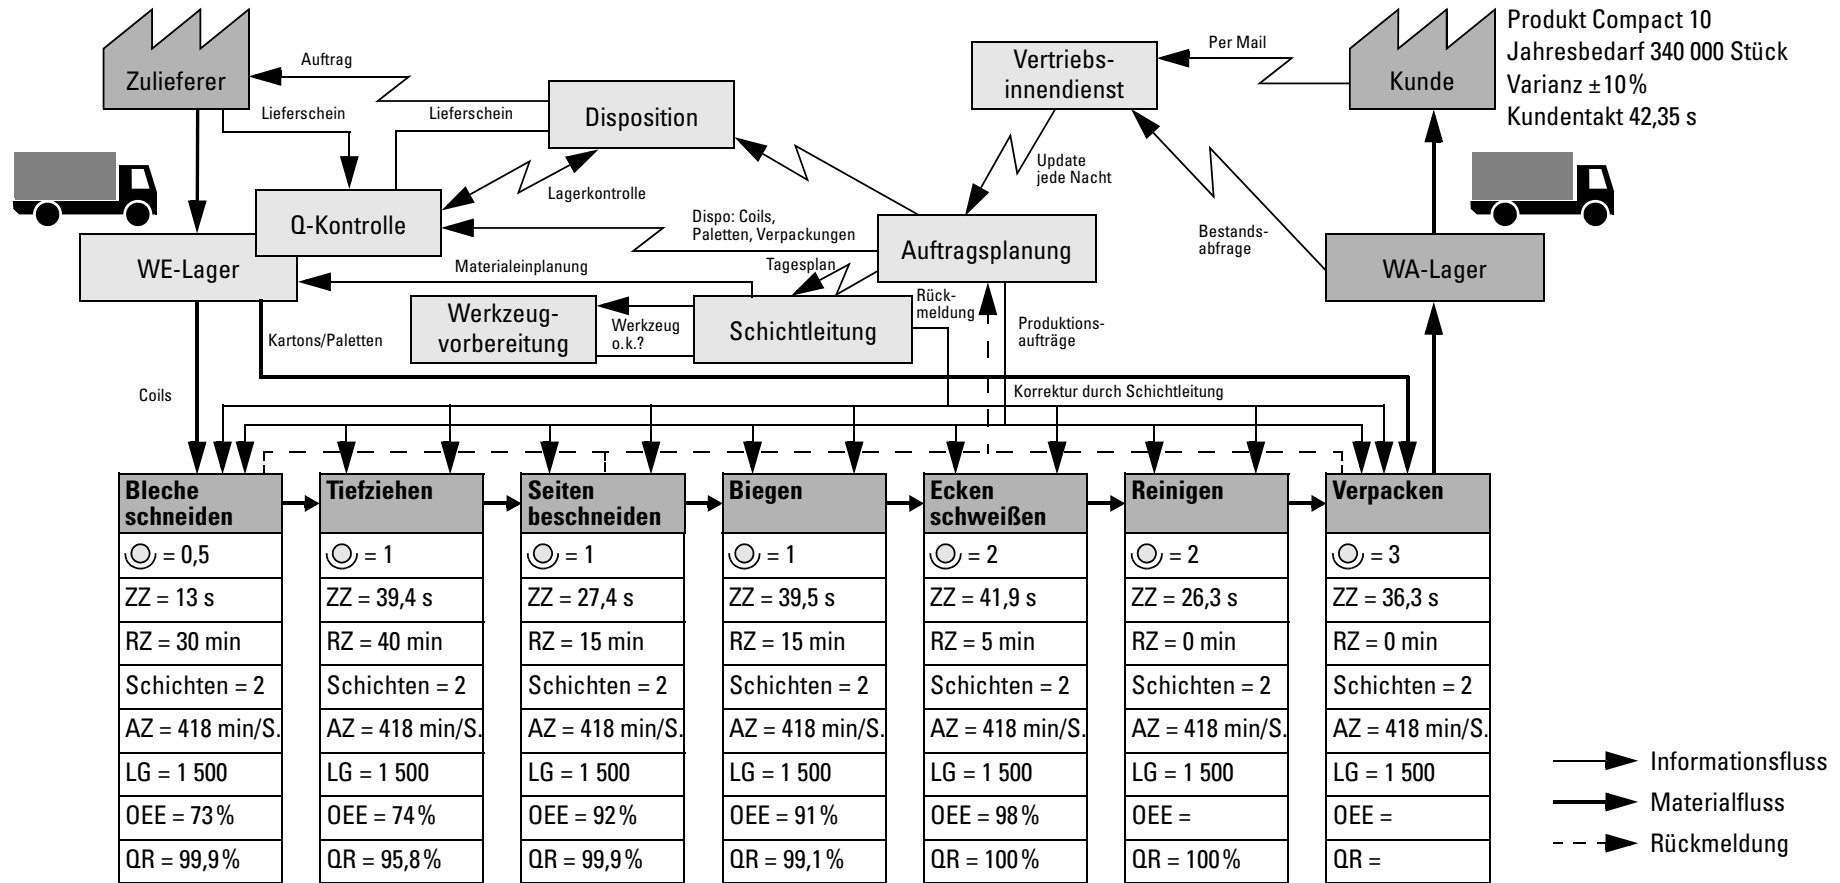 Zulieferer
Auftrag
Lieferschein
Lieferschein
Disposition
Vertriebs-
innendienst
Per Mail
Kunde
Produkt Compact 10
Jahresbedarf 340 000 Stück
Varianz ±10%
Kundentakt 42,35 s
Q-Kontrolle
Lagerkontrolle
Update
jede Nacht
WE-Lager
Dispo: Coils,
Paletten, Verpackungen
Auftragsplanung
Bestands-
abfrage
WA-Lager
Materialeinplanung
Tagesplan
Werkzeug-
vorbereitung
Werkzeug
o.k.?
Schichtleitung
Rück-
meldung
Produktions-
aufträge
Kartons/Paletten
Coils
Korrektur durch Schichtleitung
Bleche
schneiden
= 0,5
ZZ = 13 s
RZ = 30 min
Schichten = 2
AZ = 418 min/S.
LG = 1 500
OEE = 73%
QR = 99,9%
Tiefziehen
= 1
ZZ = 39,4 s
RZ = 40 min
Schichten = 2
AZ = 418 min/S.
LG = 1 500
OEE = 74%
QR = 95,8%
Seiten
beschneiden
= 1
ZZ = 27,4 s
RZ = 15 min
Schichten = 2
AZ = 418 min/S.
LG = 1 500
OEE = 92%
QR = 99,9%
Biegen
= 1
ZZ = 39,5 s
RZ = 15 min
Schichten = 2
AZ = 418 min/S.
LG = 1 500
OEE = 91%
QR = 99,1%
Ecken
schweißen
= 2
ZZ = 41,9 s
RZ = 5 min
Schichten = 2
AZ = 418 min/S.
LG = 1 500
OEE = 98%
QR = 100%
Reinigen
= 2
ZZ = 26,3 s
RZ = 0 min
Schichten = 2
AZ = 418 min/S.
LG = 1 500
OEE =
QR = 100%
Verpacken
= 3
ZZ = 36,3 s
RZ = 0 min
Schichten = 2
AZ = 418 min/S.
LG = 1 500
OEE =
QR =
Informationsfluss
Materialfluss
Rückmeldung